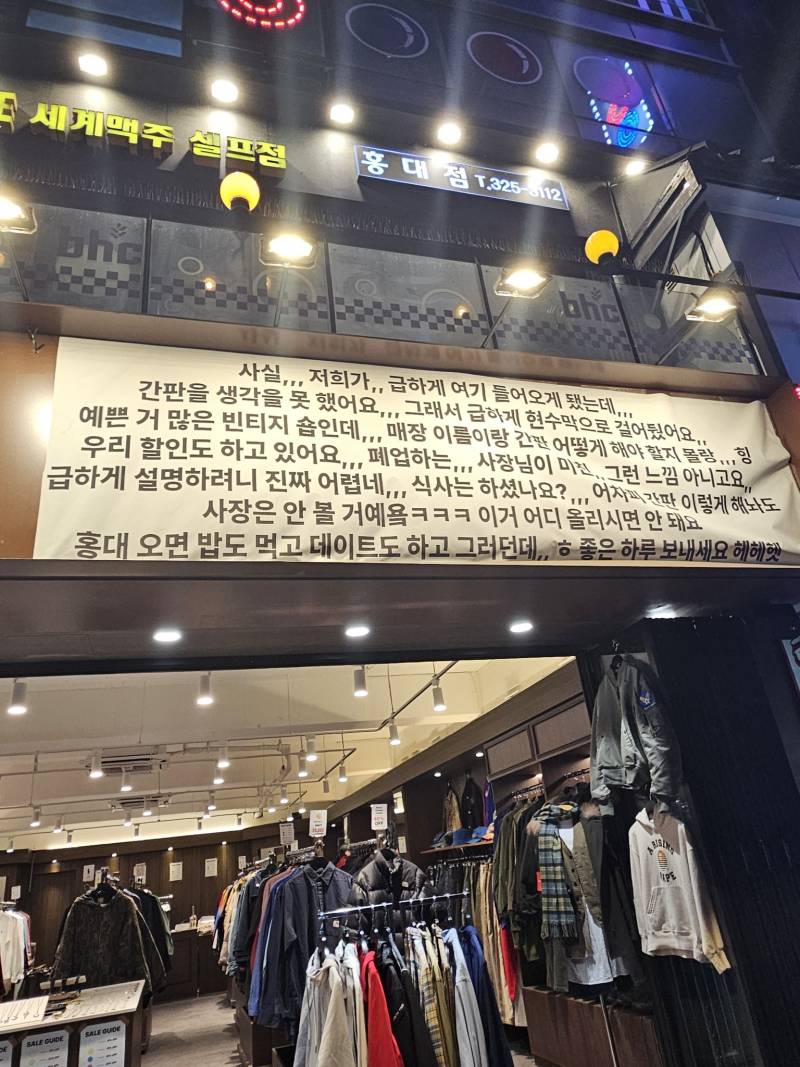 세계맥주 셀프점
홍대점 T.325-3112
bhc
bhc
사실,,, 저희가,, 급하게 여기 들어오게 됐는데,,,
간판을 생각을 못 했어요,,, 그래서 급하게 현수막으로 걸어뒀어요,,
예쁜 거 많은 빈티지 숍인데,,, 매장 이름이랑 간판 어떻게 해야 할지 몰랑,,,힝
우리 할인도 하고 있어요,,, 폐업하는,,, 사장님이 미친,,그런 느낌 아니고요,,
급하게 설명하려니 진짜 어렵네,,, 식사는 하셨나요?,,, 어차피 간판 이렇게 해놔도
사장은 안 볼 거예욬ㅋㅋㅋ 이거 어디 올리시면 안 돼요
홍대 오면 밥도 먹고 데이트도 하고 그러던데,, ㅎ 좋은 하루 보내세요 헤헤헷
A RISING
SALE GUIDE
SALE GUIDE